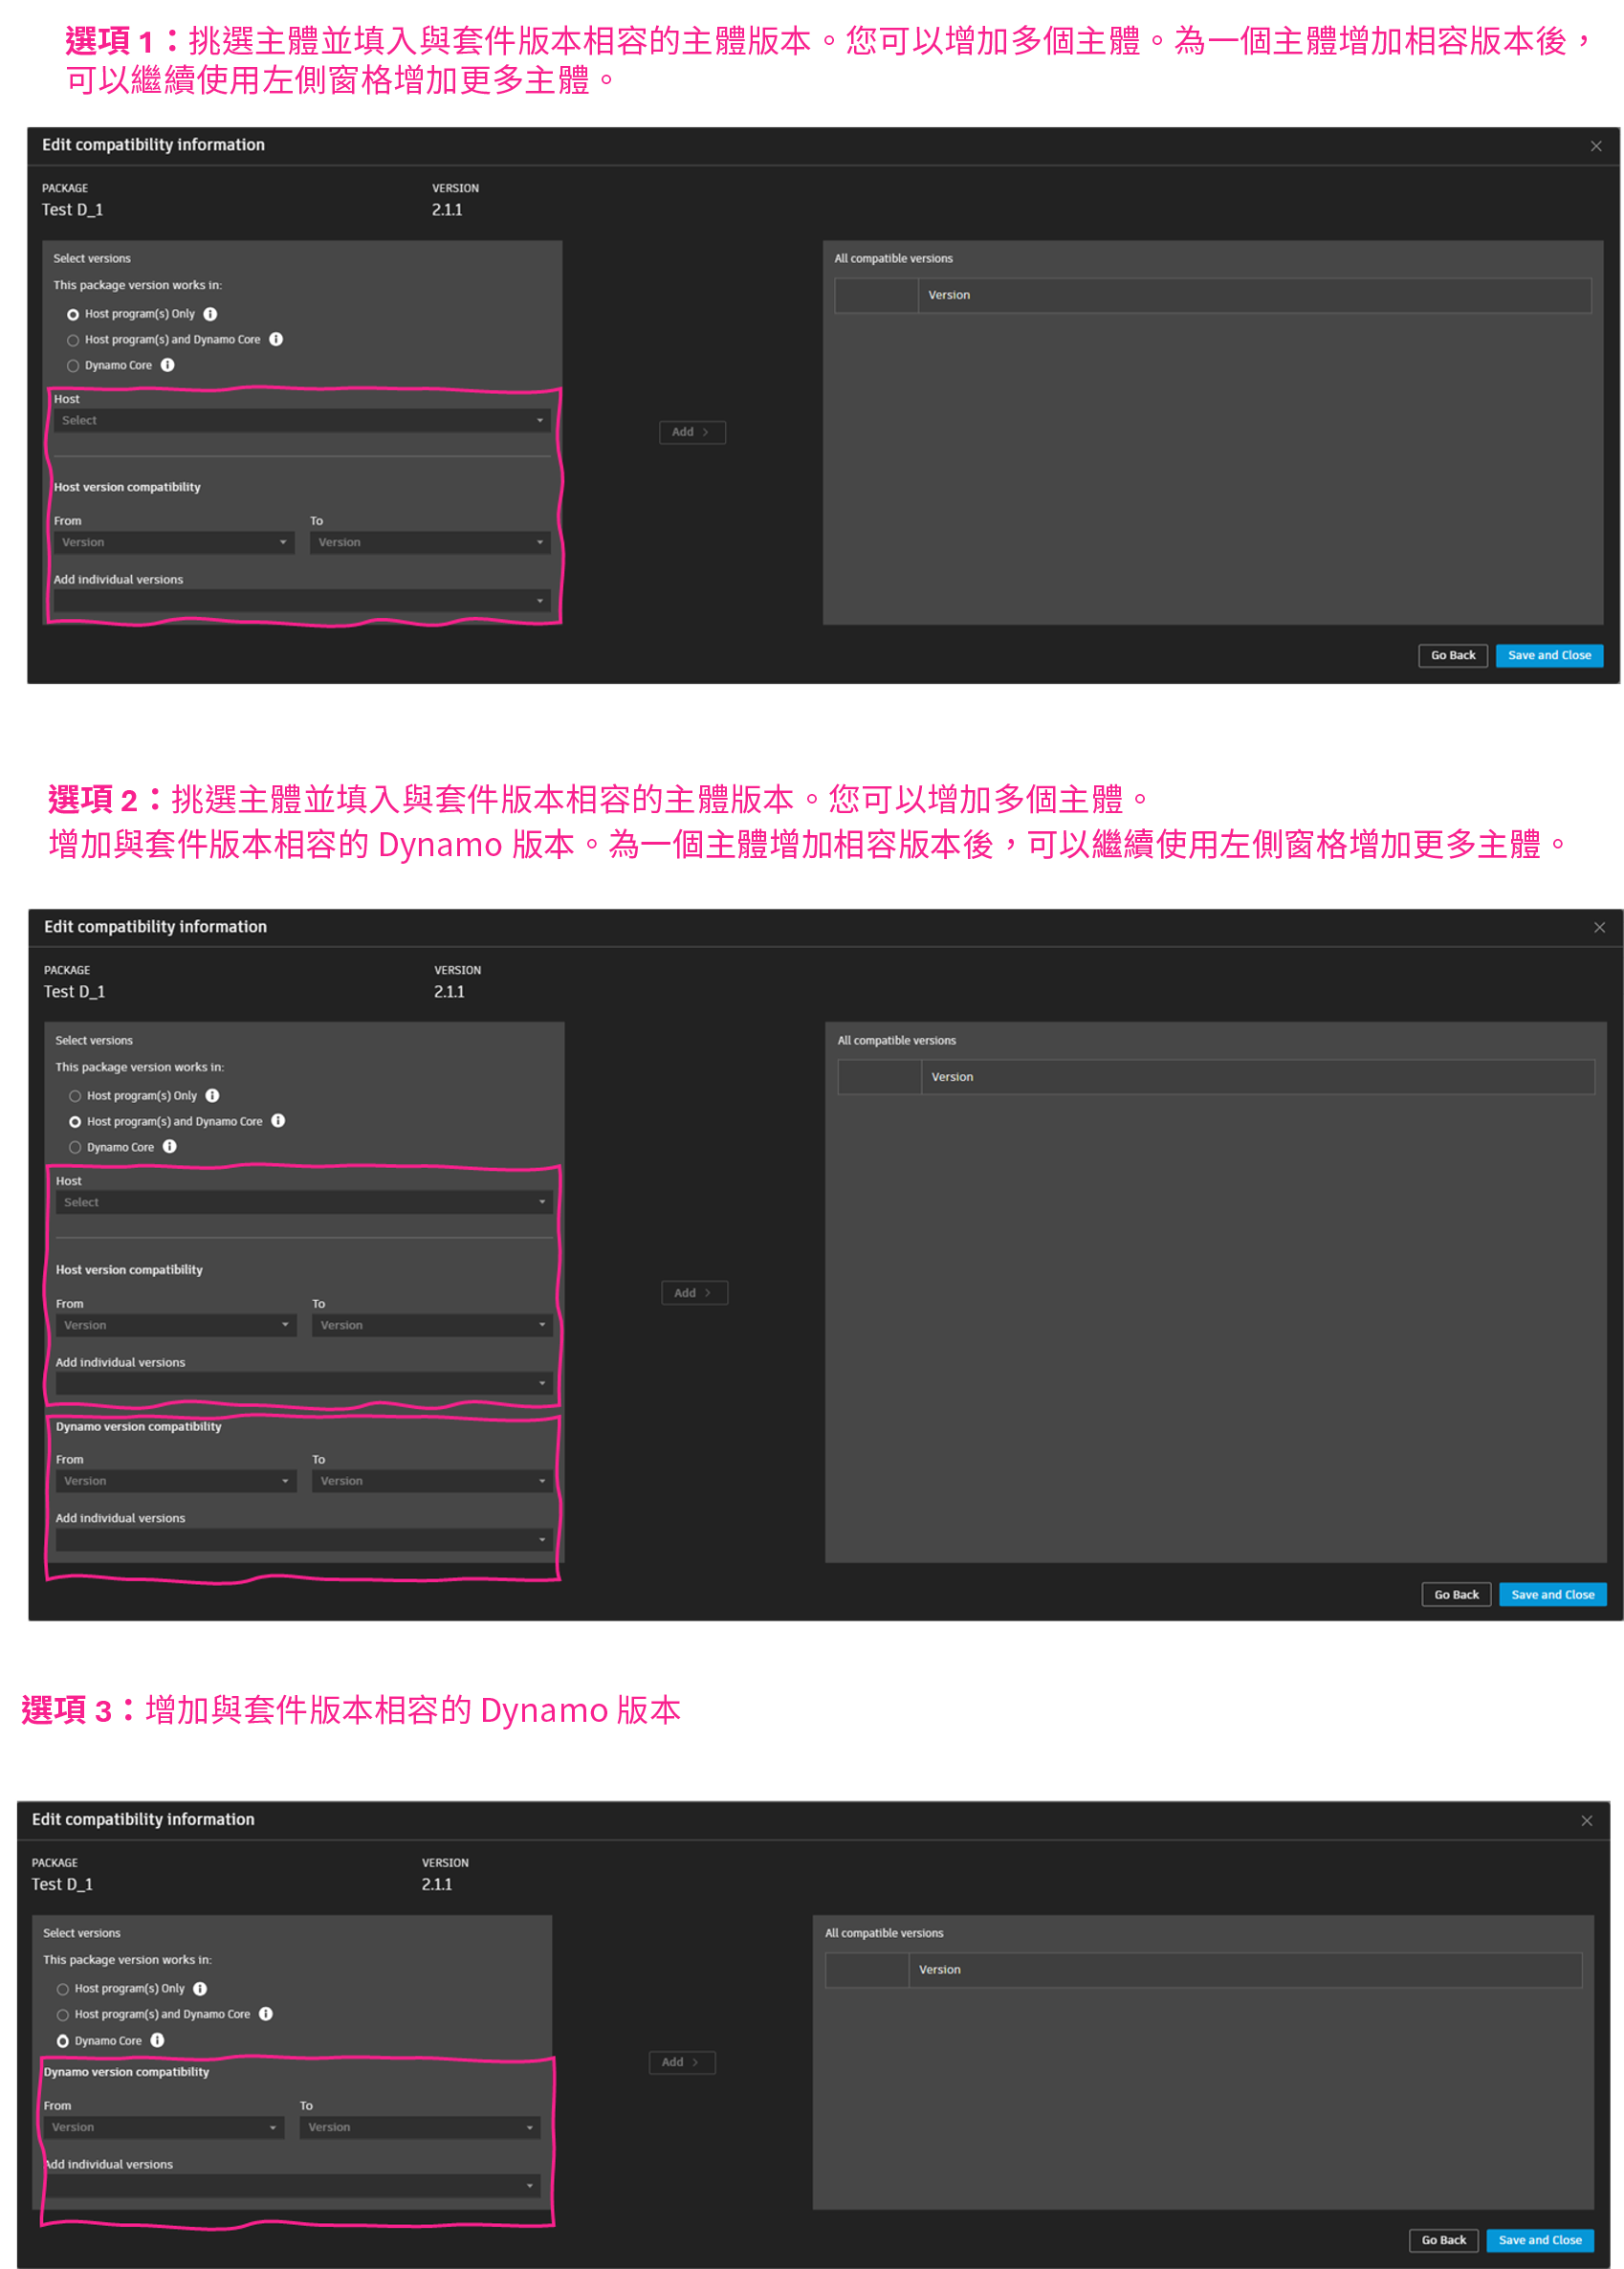 選項 1：挑選主體並填入與套件版本相容的主體版本。您可以增加多個主體。為一個主體增加相容版本後，
可以繼續使用左側窗格增加更多主體。
Edit compatibility information
PACKAGE VERSION
Test D_1 2.1.1
Select versions All compatible versions
This package version works in: Version
Host program(s) Only
Host program(s) and Dynamo Core
Dynamo Core
Host
Select
Add >
Host version compatibility
From To
Version Version
Add individual versions
Go Back Save and Close
選項 2：挑選主體並填入與套件版本相容的主體版本。您可以增加多個主體。
增加與套件版本相容的 Dynamo 版本。為一個主體增加相容版本後，可以繼續使用左側窗格增加更多主體。
Edit compatibility information
PACKAGE VERSION
Test D_1 2.1.1
Select versions All compatible versions
This package version works in: Version
Host program(s) Only
Host program(s) and Dynamo Core
Dynamo Core
Host
Select
Host version compatibility
Add >
From To
Version Version
Add individual versions
Dynamo version compatibility
From To
Version Version
Add individual versions
Go Back Save and Close
選項 3：增加與套件版本相容的 Dynamo 版本
Edit compatibility information
PACKAGE VERSION
Test D_1 2.1.1
Select versions All compatible versions
This package version works in: Version
Host program(s) Only
Host program(s) and Dynamo Core
Dynamo Core
Add >
Dynamo version compatibility
From To
Version Version
Add individual versions
Go Back Save and Close